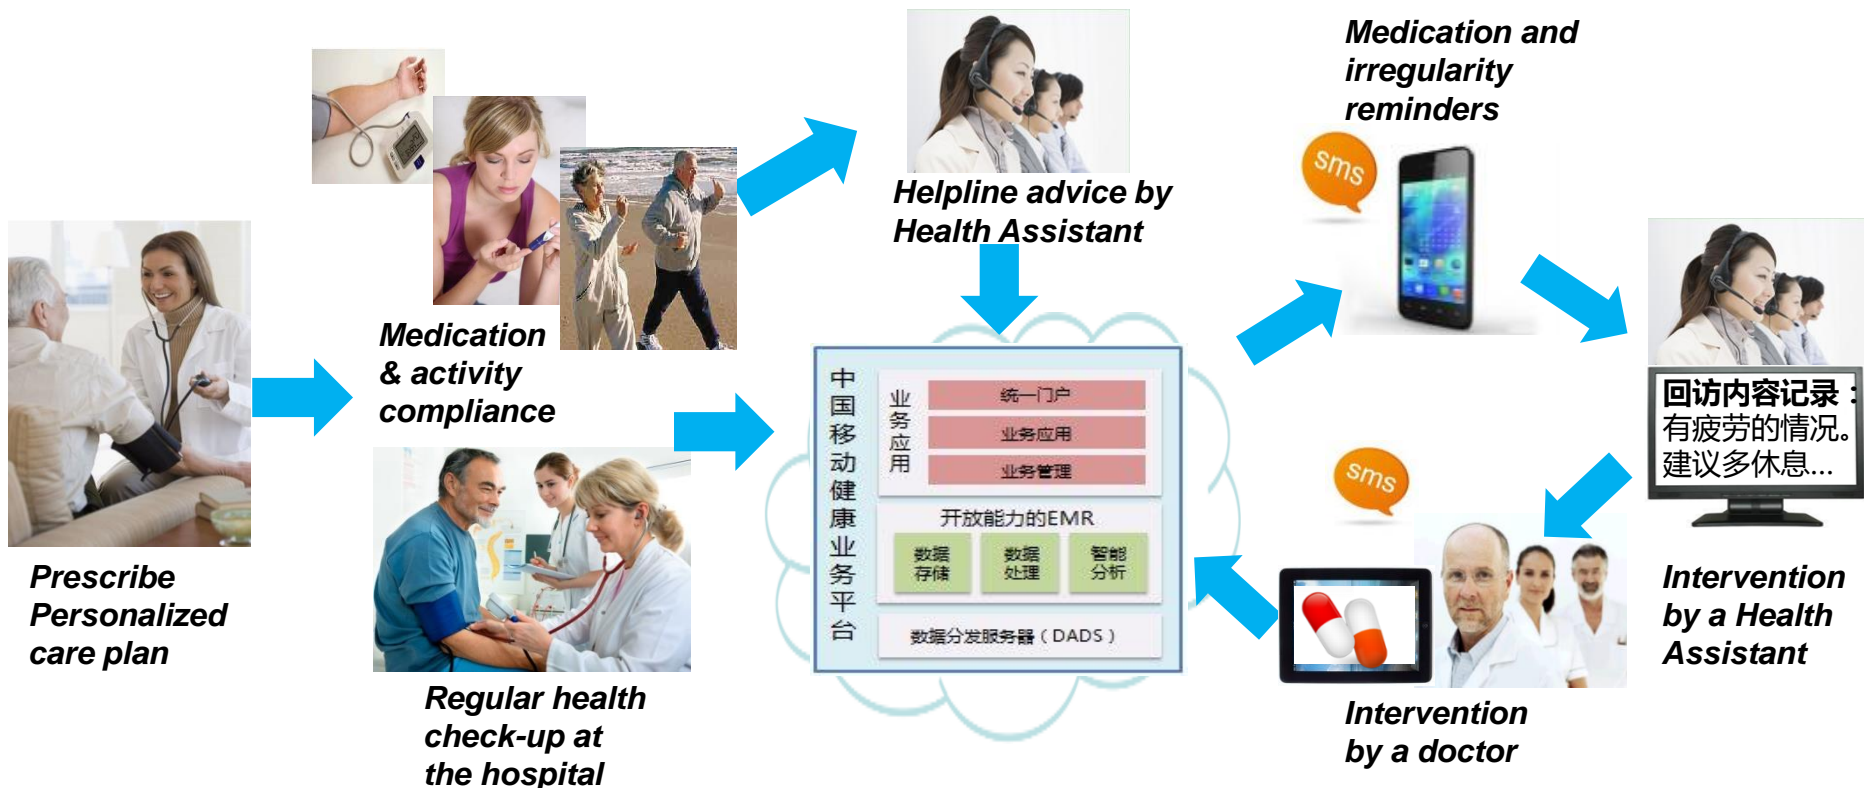 Prescribe
Personalized
care plan
Medication
& activity
compliance
Regular health
check-up at
the hospital
Helpline advice by
Health Assistant
中国移动健康业务平台
业务应用
统一门户
业务应用
业务管理
开放能力的EMR
数据
存储
数据
处理
智能
分析
数据分发服务器（DADS）
Medication and
irregularity
reminders
sms
回访内容记录：
有疲劳的情况。
建议多休息...
Intervention
by a Health
Assistant
sms
Intervention
by a doctor